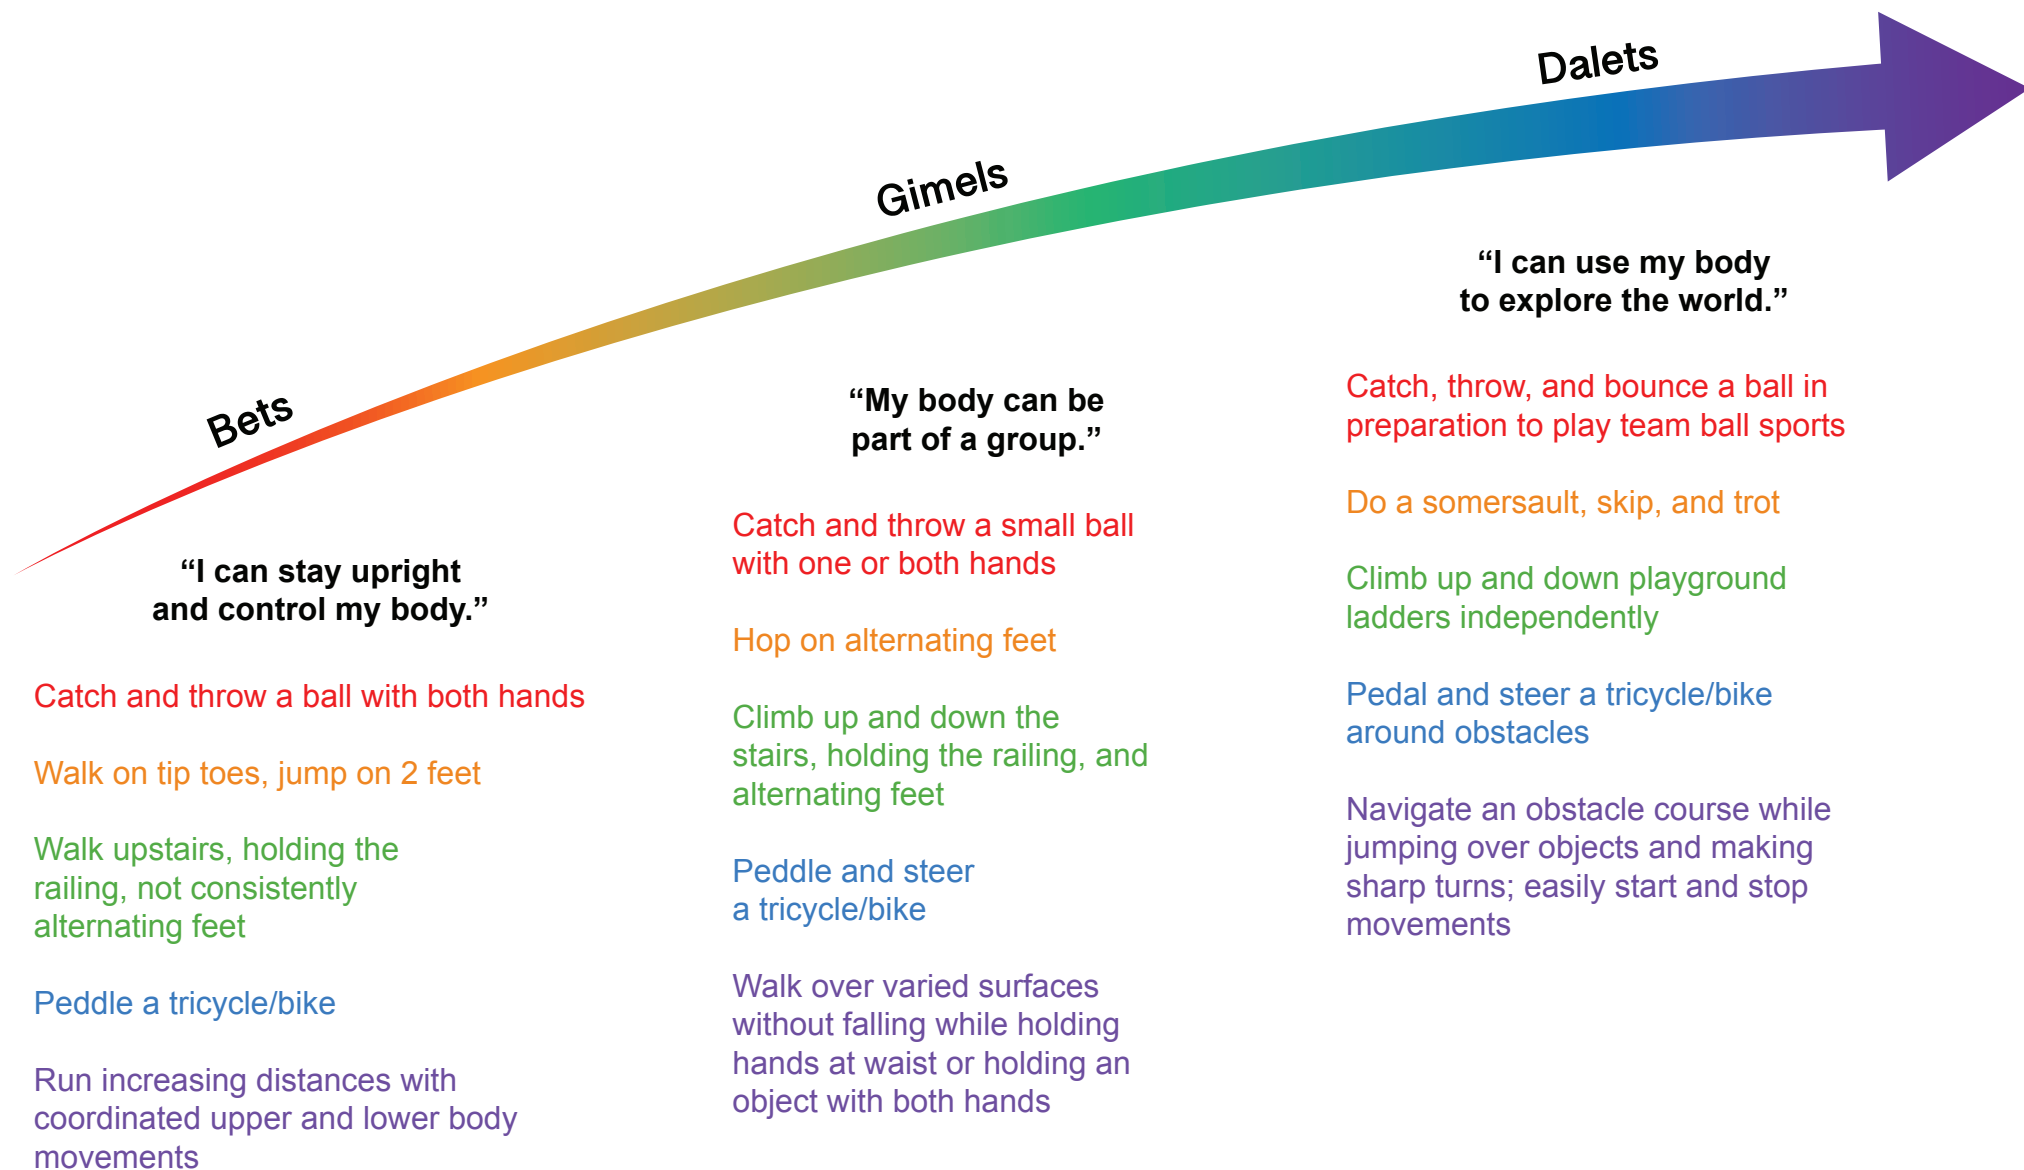 Bets
“I can stay upright
and control my body.”
Catch and throw a ball with both hands
Walk on tip toes, jump on 2 feet
Walk upstairs, holding the
railing, not consistently
alternating feet
Peddle a tricycle/bike
Run increasing distances with
coordinated upper and lower body
movements
Gimels
“My body can be
part of a group.”
Catch and throw a small ball
with one or both hands
Hop on alternating feet
Climb up and down the
stairs, holding the railing, and
alternating feet
Peddle and steer
a tricycle/bike
Walk over varied surfaces
without falling while holding
hands at waist or holding an
object with both hands
Dalets
“I can use my body
to explore the world.”
Catch, throw, and bounce a ball in
preparation to play team ball sports
Do a somersault, skip, and trot
Climb up and down playground
ladders independently
Pedal and steer a tricycle/bike
around obstacles
Navigate an obstacle course while
jumping over objects and making
sharp turns; easily start and stop
movements